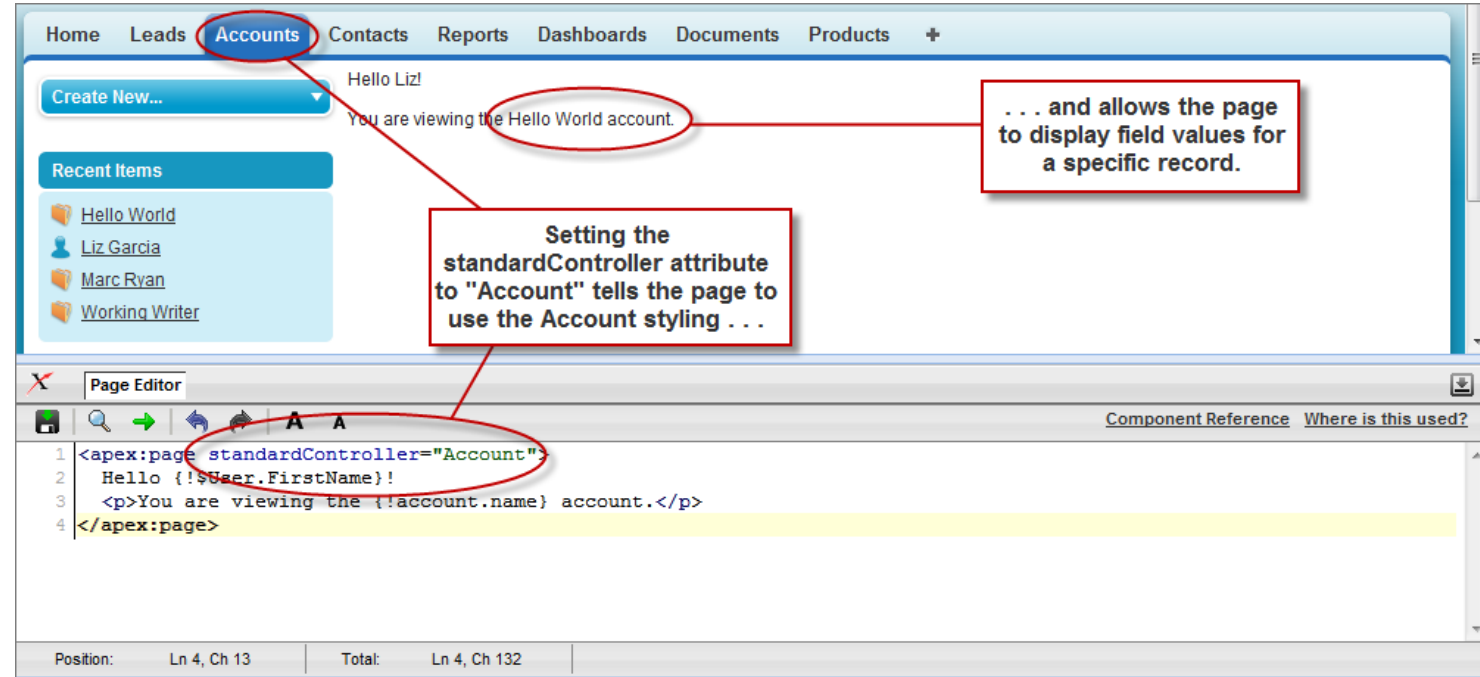 Home Leads Accounts Contacts Reports Dashboards Documents Products +
Create New...
Hello Liz!
You are viewing the Hello World account.
. . . and allows the page
to display field values for
a specific record.
Recent Items
Hello World
Liz Garcia
Marc Ryan
Working Writer
Setting the
standardController attribute
to "Account" tells the page to
use the Account styling . . .
Page Editor
A A
Component Reference Where is this used?
1 <apex:page standardController="Account">
2 Hello {!$User.FirstName}!
3 <p>You are viewing the {!account.name} account.</p>
4 </apex:page>
Position: Ln 4, Ch 13 Total: Ln 4, Ch 132